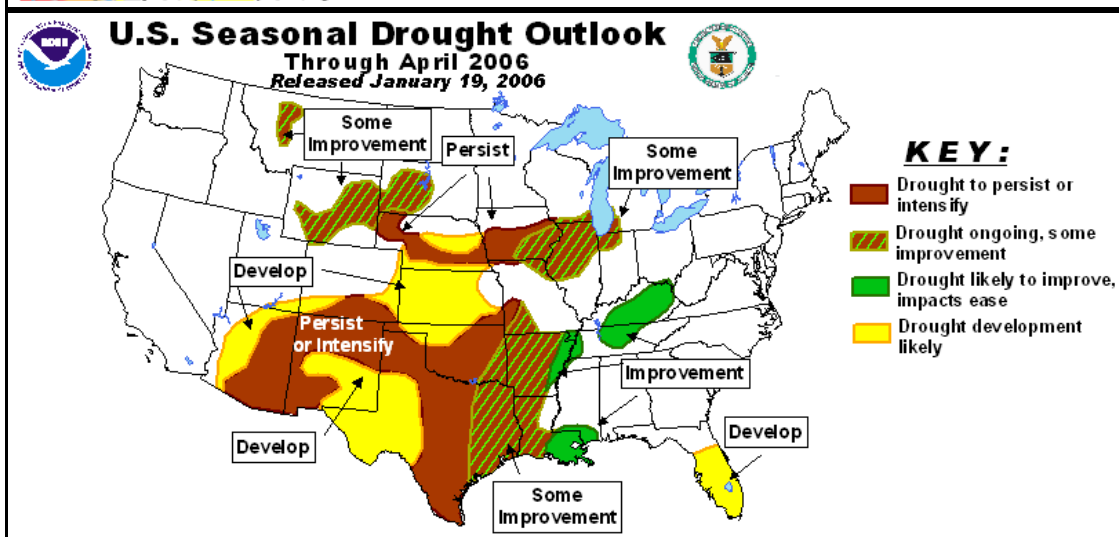 U.S. Seasonal Drought Outlook
Through April 2006
Released January 19, 2006
NOAA
Some
Improvement
Persist
Some
Improvement
KEY:
Drought to persist or
intensify
Drought ongoing, some
improvement
Drought likely to improve,
impacts ease
Drought development
likely
Develop
Persist
or Intensify
Improvement
Develop
Develop
Some
Improvement